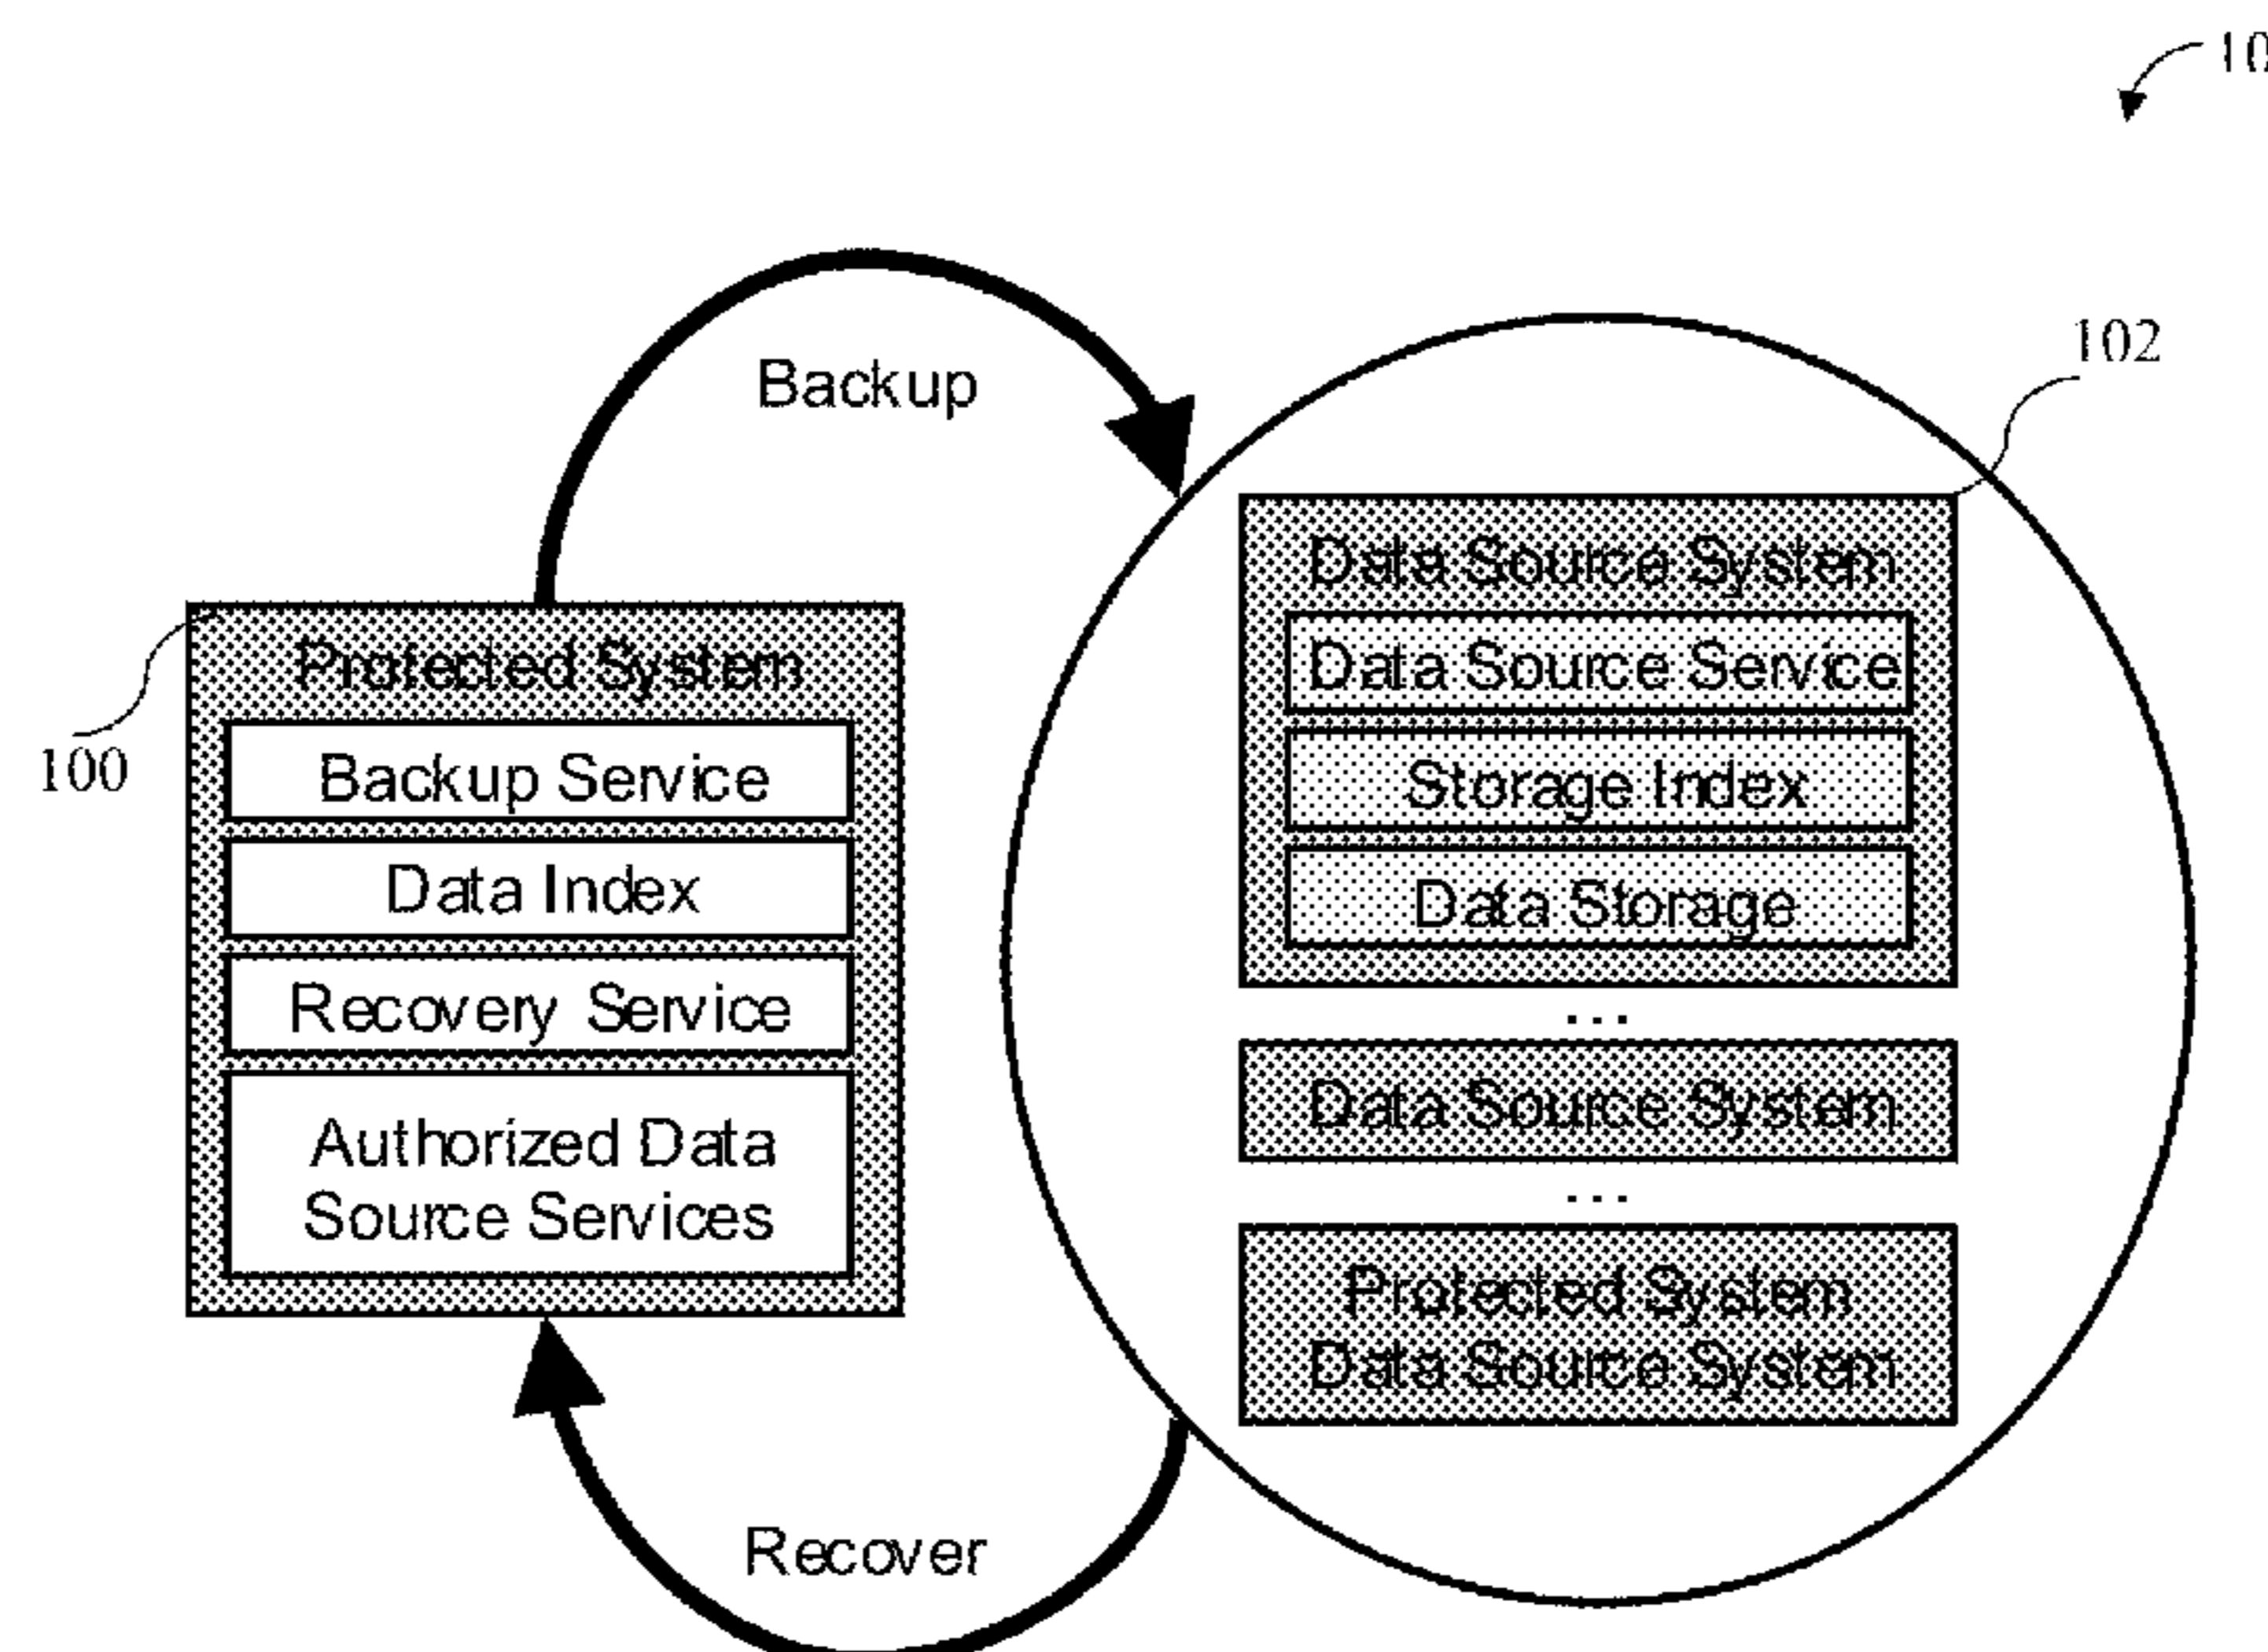 10
Backup
102
Protected System
100
Backup Service
Data Index
Recovery Service
Authorized Data
Source Services
Data Source System
Data Source Service
Storage Index
Data Storage
...
Data Source System
...
Protected System
Data Source System
Recover